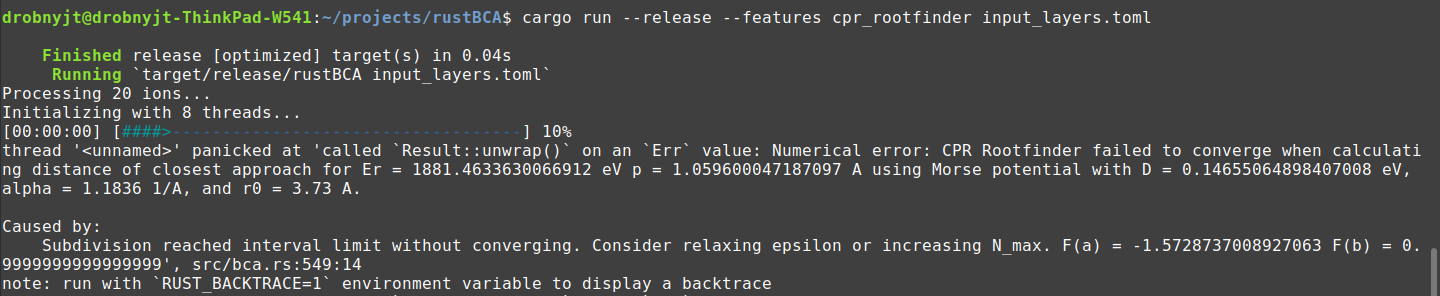 drobnyjt@drobnyjt-ThinkPad-W541:~/projects/rustBCA$ cargo run --release --features cpr_rootfinder input_layers.toml
Finished release [optimized] target(s) in 0.04s
Running `target/release/rustBCA input_layers.toml`
Processing 20 ions...
Initializing with 8 threads...
[00:00:00] [####>-----------------------------------] 10%
thread '<unnamed>' panicked at 'called `Result::unwrap()` on an `Err` value: Numerical error: CPR Rootfinder failed to converge when calculati
ng distance of closest approach for Er = 1881.4633630066912 eV p = 1.059600047187097 A using Morse potential with D = 0.14655064898407008 eV,
alpha = 1.1836 1/A, and r0 = 3.73 A.
Caused by:
Subdivision reached interval limit without converging. Consider relaxing epsilon or increasing N_max. F(a) = -1.5728737008927063 F(b) = 0.
9999999999999999', src/bca.rs:549:14
note: run with `RUST_BACKTRACE=1` environment variable to display a backtrace